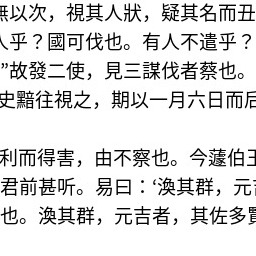 無以次，視其人狀，疑其名而丑
人乎？國可伐也。有人不遣乎？
”故發二使，見三謀伐者蔡也。
史黯往視之，期以一月六日而后
利而得害，由不察也。今蘧伯王
君前甚听。易曰：‘渙其群，元吉
也。渙其群，元吉者，其佐多賢